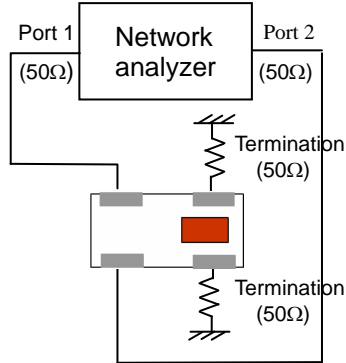 Port 1
(50Ω)
Network
analyzer
Port 2
(50Ω)
Termination
(50Ω)
Termination
(50Ω)